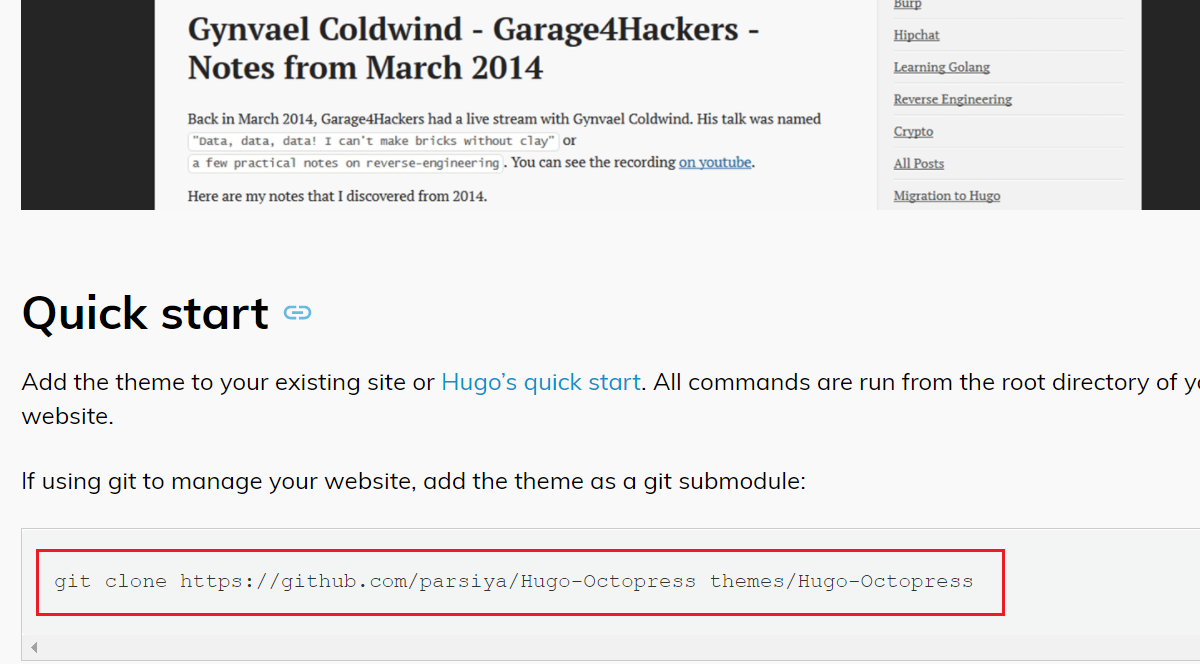 Gynvael Coldwind - Garage4Hackers -
Notes from March 2014
Back in March 2014, Garage4Hackers had a live stream with Gynvael Coldwind. His talk was named
"Data, data, data! I can't make bricks without clay" or
a few practical notes on reverse-engineering . You can see the recording on youtube.
Here are my notes that I discovered from 2014.
Burp
Hipchat
Learning Golang
Reverse Engineering
Crypto
All Posts
Migration to Hugo
Quick start
Add the theme to your existing site or Hugo’s quick start. All commands are run from the root directory of
website.
If using git to manage your website, add the theme as a git submodule:
git clone https://github.com/parsiya/Hugo-Octopress themes/Hugo-Octopress